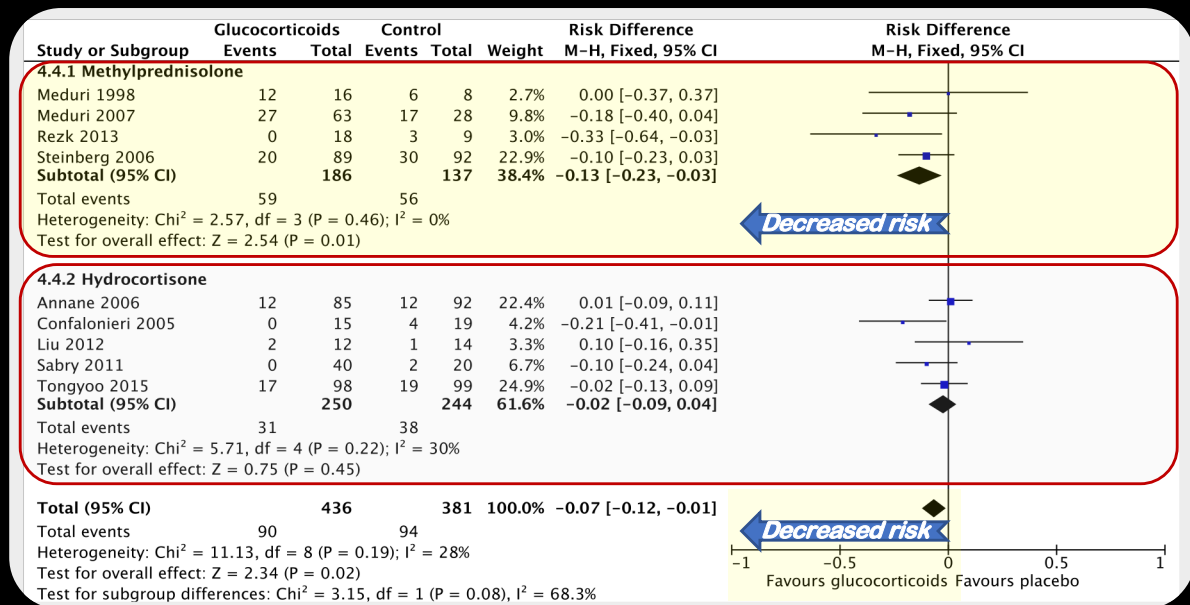 Glucocorticoids Control Risk Difference Risk Difference
Study or Subgroup Events Total Events Total Weight M-H, Fixed, 95% CI M-H, Fixed, 95% CI
4.4.1 Methylprednisolone
Meduri 1998 12 16 6 8 2.7% 0.00 [-0.37, 0.37]
Meduri 2007 27 63 17 28 9.8% -0.18 [-0.40, 0.04]
Rezk 2013 0 18 3 9 3.0% -0.33 [-0.64, -0.03]
Steinberg 2006 20 89 30 92 22.9% -0.10 [-0.23, 0.03]
Subtotal (95% CI) 186 137 38.4% -0.13 [-0.23, -0.03]
Total events 59 56
Heterogeneity: Chi² = 2.57, df = 3 (P = 0.46); I² = 0%
Decreased risk
Test for overall effect: Z = 2.54 (P = 0.01)
4.4.2 Hydrocortisone
Annane 2006 12 85 12 92 22.4% 0.01 [-0.09, 0.11]
Confalonieri 2005 0 15 4 19 4.2% -0.21 [-0.41, -0.01]
Liu 2012 2 12 1 14 3.3% 0.10 [-0.16, 0.35]
Sabry 2011 0 40 2 20 6.7% -0.10 [-0.24, 0.04]
Tongyoo 2015 17 98 19 99 24.9% -0.02 [-0.13, 0.09]
Subtotal (95% CI) 250 244 61.6% -0.02 [-0.09, 0.04]
Total events 31 38
Heterogeneity: Chi² = 5.71, df = 4 (P = 0.22); I² = 30%
Test for overall effect: Z = 0.75 (P = 0.45)
Total (95% CI) 436 381 100.0% -0.07 [-0.12, -0.01]
Total events 90 94
Decreased risk
Heterogeneity: Chi² = 11.13, df = 8 (P = 0.19); I² = 28%
Test for overall effect: Z = 2.34 (P = 0.02)
Test for subgroup differences: Chi² = 3.15, df = 1 (P = 0.08), I² = 68.3%
-1 -0.5 0 0.5 1
Favours glucocorticoids Favours placebo